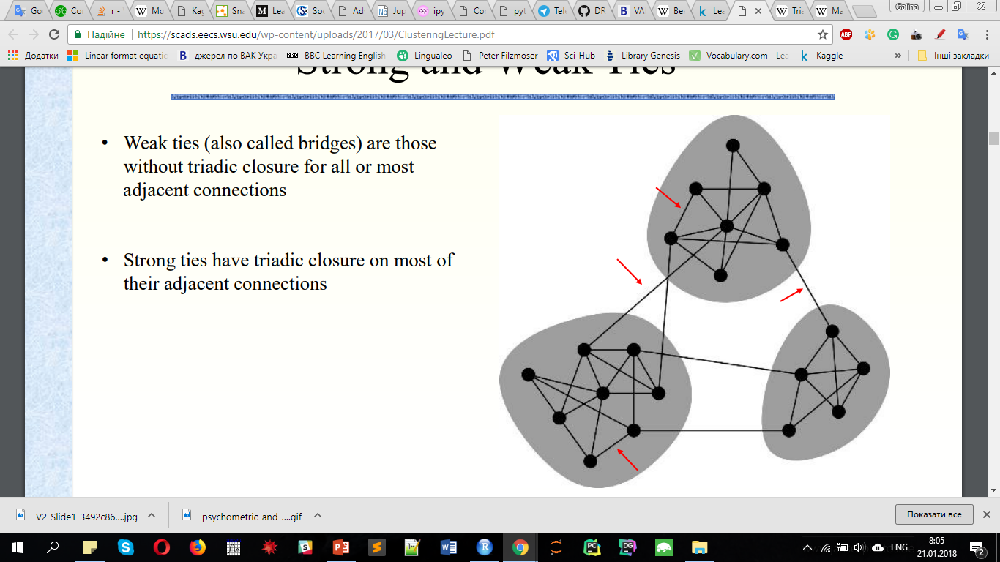 Go
Co
r -
Mc
Kag
Sna
Lea
Soc
Ad
Jup
ipy
Co
pyt
Tele
DR
VA
Be
Lea
Tria
Ma
Galina
Надійне | https://scads.eecs.wsu.edu/wp-content/uploads/2017/03/ClusteringLecture.pdf
Додатки Linear format equatic джерел по ВАК Укра BBC Learning English Lingualeo Peter Filzmoser Sci-Hub Library Genesis Vocabulary.com - Lea Kaggle » Інші закладки
Strong and Weak Ties
• Weak ties (also called bridges) are those
without triadic closure for all or most
adjacent connections
• Strong ties have triadic closure on most of
their adjacent connections
V2-Slide1-3492c86....jpg psychometric-and-....gif Показати все
ENG 8:05
21.01.2018 2